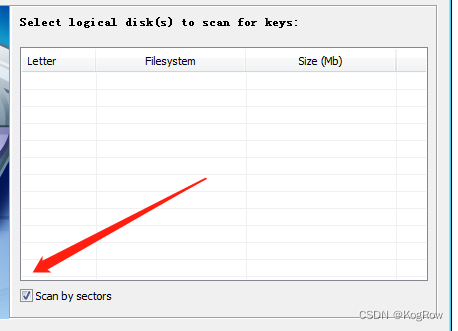 Select logical disk(s) to scan for keys:
Letter Filesystem Size (Mb)
Scan by sectors
CSDN @KogRow